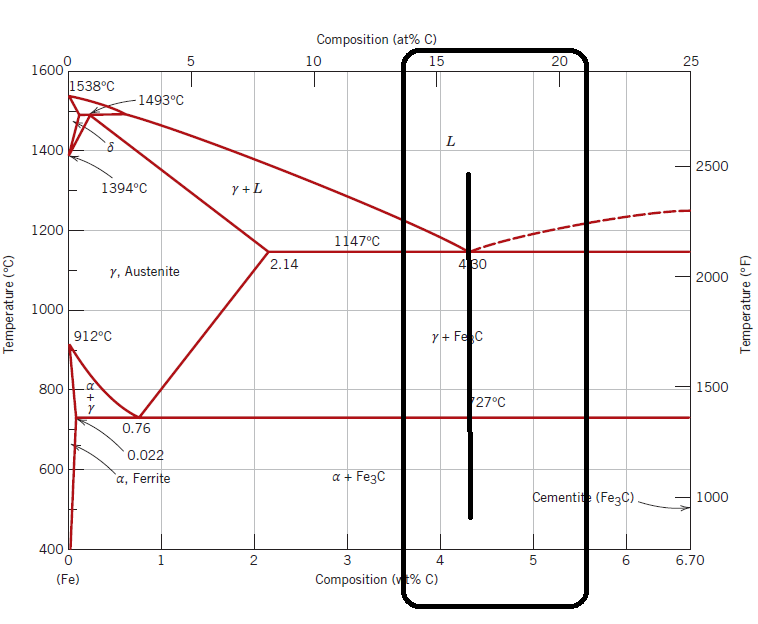 Composition (at% C)
0 5 10 15 20 25
1600
1538°C
1493°C
δ
L
1400
1394°C
γ + L
2500
1200
1147°C
2.14
4.30
γ, Austenite
2000
Temperature (°C)
Temperature (°F)
1000
912°C
γ + Fe3C
α
+
γ
800
1500
727°C
0.76
0.022
600
α, Ferrite
α + Fe3C
Cementite (Fe3C)
1000
400
0 1 2 3 4 5 6 6.70
(Fe)
Composition (wt% C)